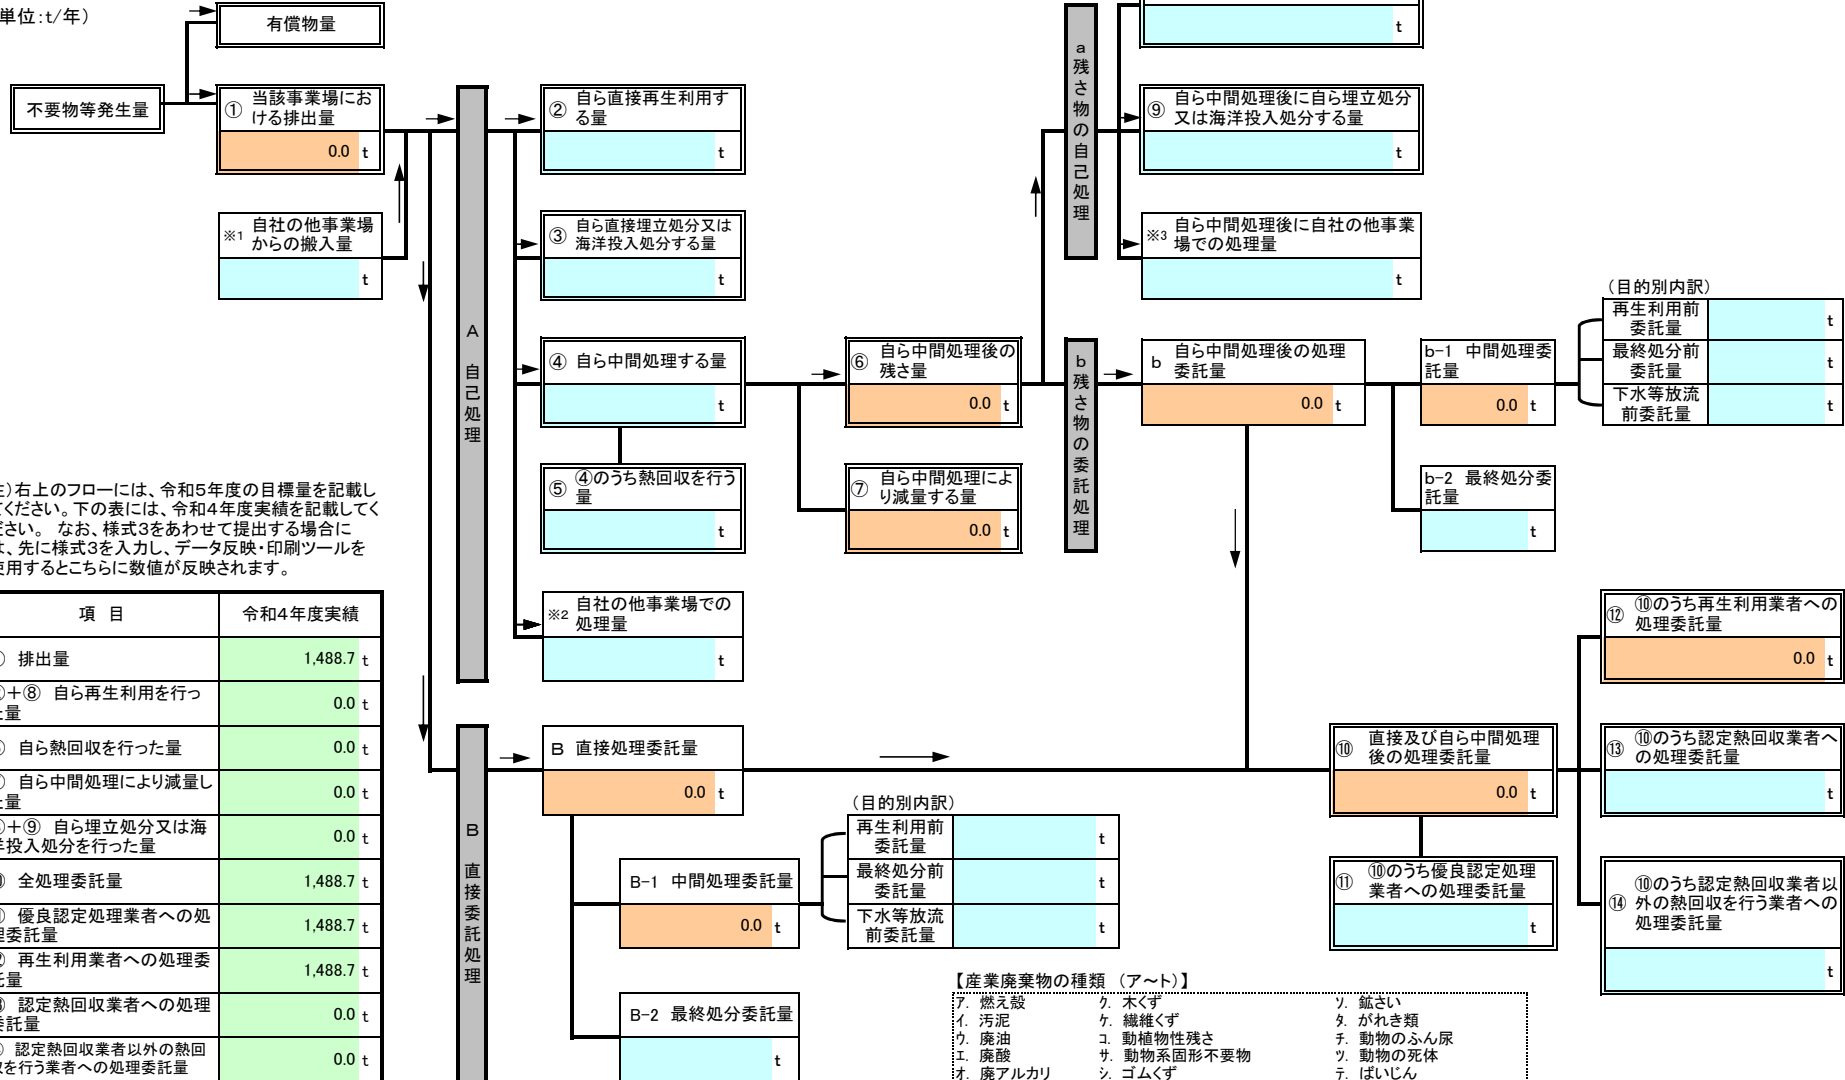 単位:t/年)
有償物量
不要物等発生量
① 当該事業場にお
ける排出量
0.0 t
※1 自社の他事業場
からの搬入量
t
A 自己処理
② 自ら直接再生利用す
る量
t
③ 自ら直接埋立処分又は
海洋投入処分する量
t
④ 自ら中間処理する量
t
⑤ ④のうち熱回収を行う
量
t
※2 自社の他事業場での
処理量
t
⑥ 自ら中間処理後の
残さ量
0.0 t
⑦ 自ら中間処理によ
り減量する量
0.0 t
a残さ物の自己処理
t
⑨ 自ら中間処理後に自ら埋立処分
又は海洋投入処分する量
t
※3 自ら中間処理後に自社の他事業
場での処理量
t
b残さ物の委託処理
b 自ら中間処理後の処理
委託量
0.0 t
b-1 中間処理委
託量
0.0 t
(目的別内訳)
再生利用前
委託量
t
最終処分前
委託量
t
下水等放流
前委託量
t
b-2 最終処分委
託量
t
)右上のフローには、令和5年度の目標量を記載し
ください。下の表には、令和4年度実績を記載してく
ださい。 なお、様式3をあわせて提出する場合に
は、先に様式3を入力し、データ反映・印刷ツールを
使用するとこちらに数値が反映されます。
項 目 令和4年度実績
排出量 1,488.7 t
+⑧ 自ら再生利用を行っ
た量 0.0 t
自ら熱回収を行った量 0.0 t
自ら中間処理により減量し
た量 0.0 t
+⑨ 自ら埋立処分又は海
洋投入処分を行った量 0.0 t
全処理委託量 1,488.7 t
優良認定処理業者への処
理委託量 1,488.7 t
再生利用業者への処理委
託量 1,488.7 t
認定熱回収業者への処理
委託量 0.0 t
認定熱回収業者以外の熱回
収を行う業者への処理委託量 0.0 t
B 直接委託処理
B 直接処理委託量
0.0 t
B-1 中間処理委託量
0.0 t
(目的別内訳)
再生利用前
委託量
t
最終処分前
委託量
t
下水等放流
前委託量
t
B-2 最終処分委託量
t
⑩ 直接及び自ら中間処理
後の処理委託量
0.0 t
⑪ ⑩のうち優良認定処理
業者への処理委託量
t
⑫ ⑩のうち再生利用業者への
処理委託量
0.0 t
⑬ ⑩のうち認定熱回収業者へ
の処理委託量
t
⑭ ⑩のうち認定熱回収業者以
外の熱回収を行う業者への
処理委託量
t
【産業廃棄物の種類 (ア~ト)】
ア. 燃え殻 ク. 木くず ソ. 鉱さい
イ. 汚泥 ケ. 繊維くず タ. がれき類
ウ. 廃油 コ. 動植物性残さ チ. 動物のふん尿
エ. 廃酸 サ. 動物系固形不要物 ツ. 動物の死体
オ. 廃アルカリ シ. ゴムくず テ. ばいじん